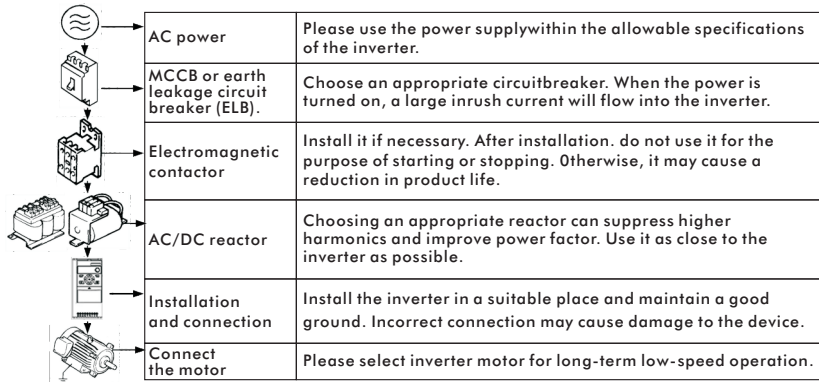 AC power
Please use the power supplywithin the allowable specifications
of the inverter.
MCCB or earth
leakage circuit
breaker (ELB).
Choose an appropriate circuitbreaker. When the power is
turned on, a large inrush current will flow into the inverter.
Electromagnetic
contactor
Install it if necessary. After installation. do not use it for the
purpose of starting or stopping. 0therwise, it may cause a
reduction in product life.
AC/DC reactor
Choosing an appropriate reactor can suppress higher
harmonics and improve power factor. Use it as close to the
inverter as possible.
Installation
and connection
Install the inverter in a suitable place and maintain a good
ground. Incorrect connection may cause damage to the device.
Connect
the motor
Please select inverter motor for long-term low-speed operation.